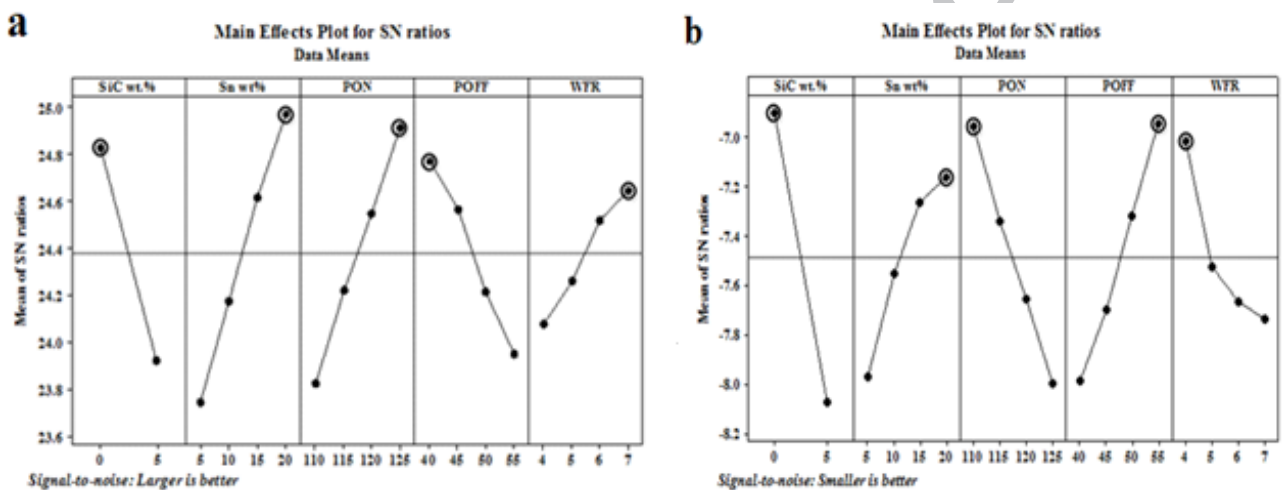 a
Main Effects Plot for SN ratios
Data Means
SiC wt.% Sn wt% PON POFF WFR
Mean of SN ratios
25.0
24.8
24.6
24.4
24.2
24.0
23.8
23.6
0 5 5 10 15 20 110 115 120 125 40 45 50 55 4 5 6 7
Signal-to-noise: Larger is better
b
Main Effects Plot for SN ratios
Data Means
SiC wt.% Sn wt% PON POFF WFR
Mean of SN ratios
-7.0
-7.2
-7.4
-7.6
-7.8
-8.0
-8.2
0 5 5 10 15 20 110 115 120 125 40 45 50 55 4 5 6 7
Signal-to-noise: Smaller is better